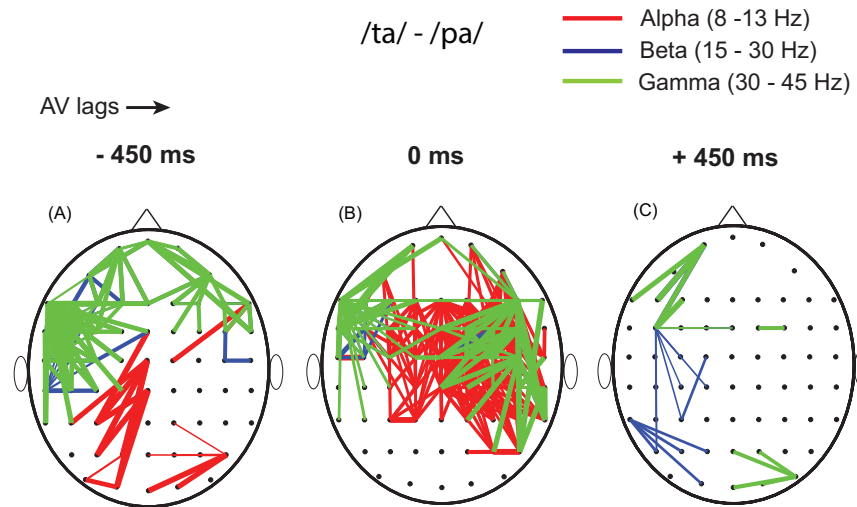 /ta/ - /pa/
Alpha (8 -13 Hz)
Beta (15 - 30 Hz)
Gamma (30 - 45 Hz)
AV lags
- 450 ms
0 ms
+ 450 ms
(A)
(B)
(C)